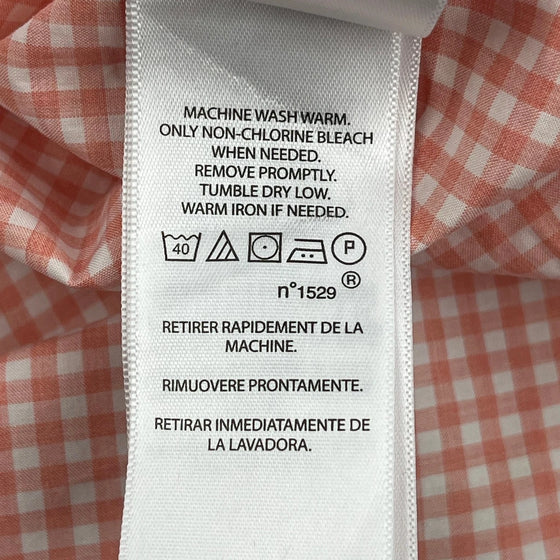 MACHINE WASH WARM.
ONLY NON-CHLORINE BLEACH
WHEN NEEDED.
REMOVE PROMPTLY.
TUMBLE DRY LOW.
WARM IRON IF NEEDED.
40 P
n°1529 ®
RETIRER RAPIDEMENT DE LA
MACHINE.
RIMUOVERE PRONTAMENTE.
RETIRAR INMEDIATAMENTE DE
LA LAVADORA.